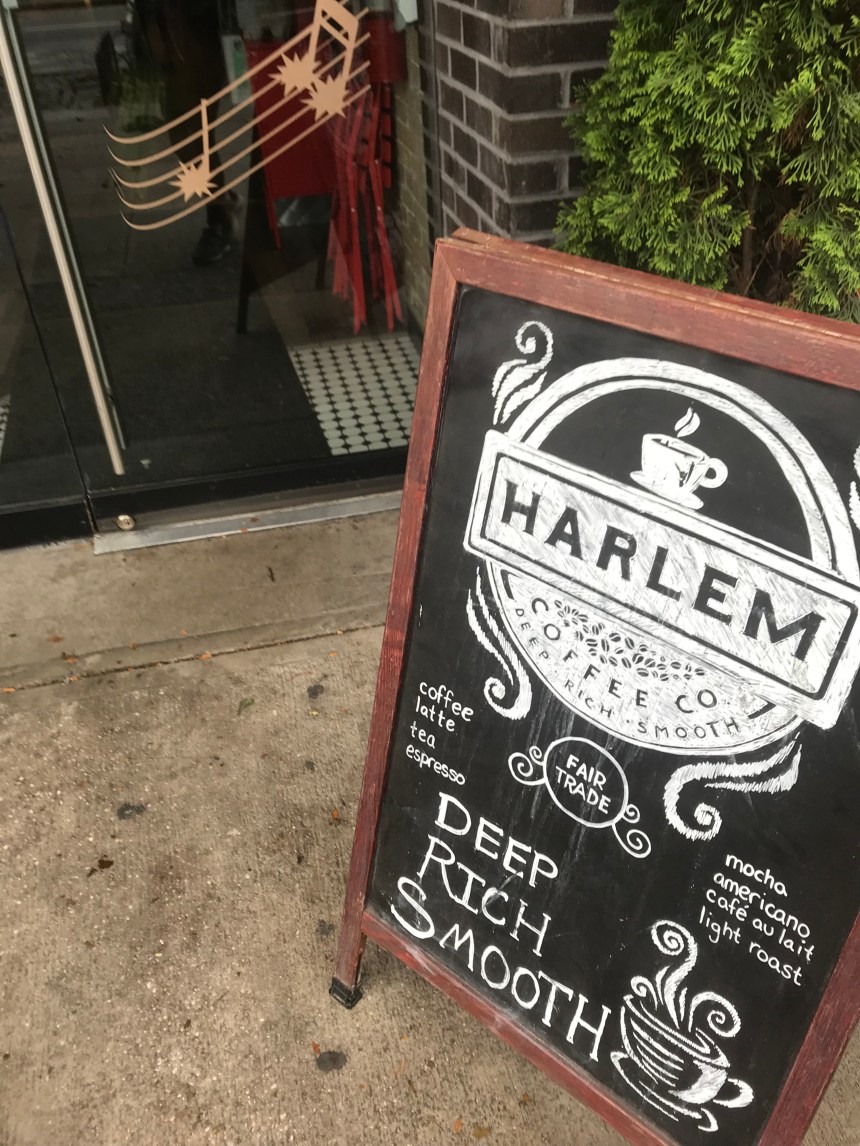 HARLEM
COFFEE CO.
DEEP · RICH · SMOOTH
coffee
latte
tea
espresso
FAIR
TRADE
DEEP
RICH
SMOOTH
mocha
americano
café au lait
light roast